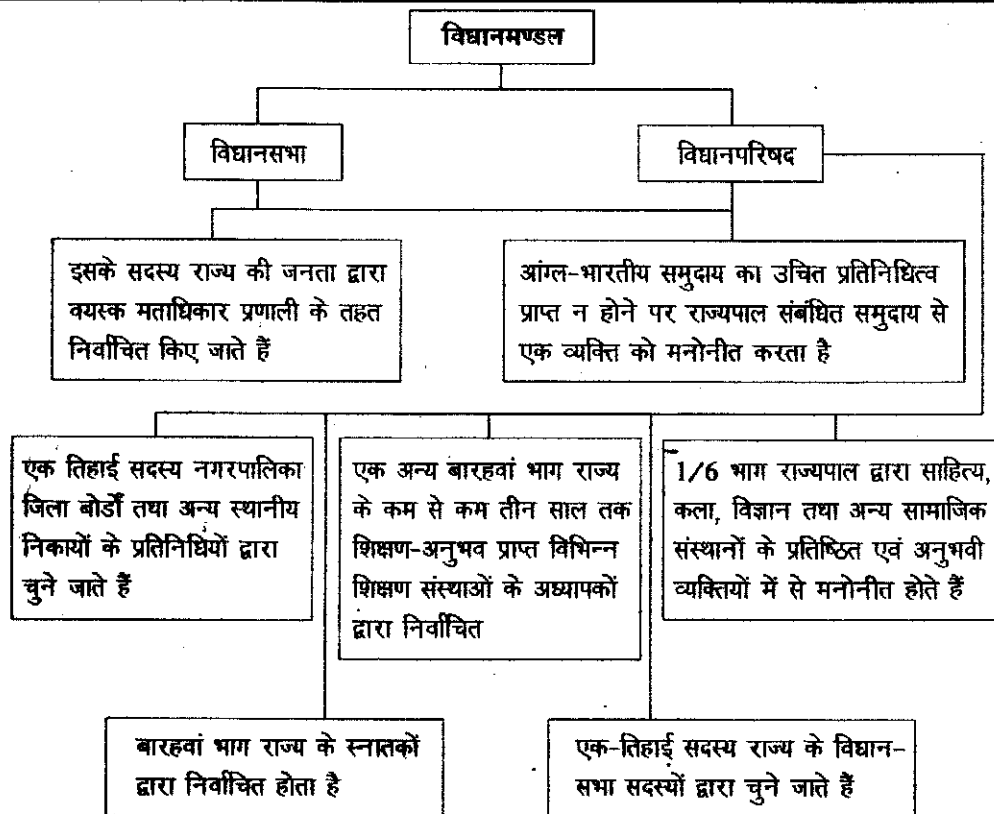 विधानमण्डल
विधानसभा
विधानपरिषद
इसके सदस्य राज्य की जनता द्वारा
वयस्क मताधिकार प्रणाली के तहत
निर्वाचित किए जाते हैं
आंग्ल-भारतीय समुदाय का उचित प्रतिनिधित्व
प्राप्त न होने पर राज्यपाल संबंधित समुदाय से
एक व्यक्ति को मनोनीत करता है
एक तिहाई सदस्य नगरपालिका
जिला बोर्डों तथा अन्य स्थानीय
निकायों के प्रतिनिधियों द्वारा
चुने जाते हैं
एक अन्य बारहवां भाग राज्य
के कम से कम तीन साल तक
शिक्षण-अनुभव प्राप्त विभिन्न
शिक्षण संस्थाओं के अध्यापकों
द्वारा निर्वाचित
1/6 भाग राज्यपाल द्वारा साहित्य,
कला, विज्ञान तथा अन्य सामाजिक
संस्थानों के प्रतिष्ठित एवं अनुभवी
व्यक्तियों में से मनोनीत होते हैं
बारहवां भाग राज्य के स्नातकों
द्वारा निर्वाचित होता है
एक-तिहाई सदस्य राज्य के विधान-
सभा सदस्यों द्वारा चुने जाते हैं